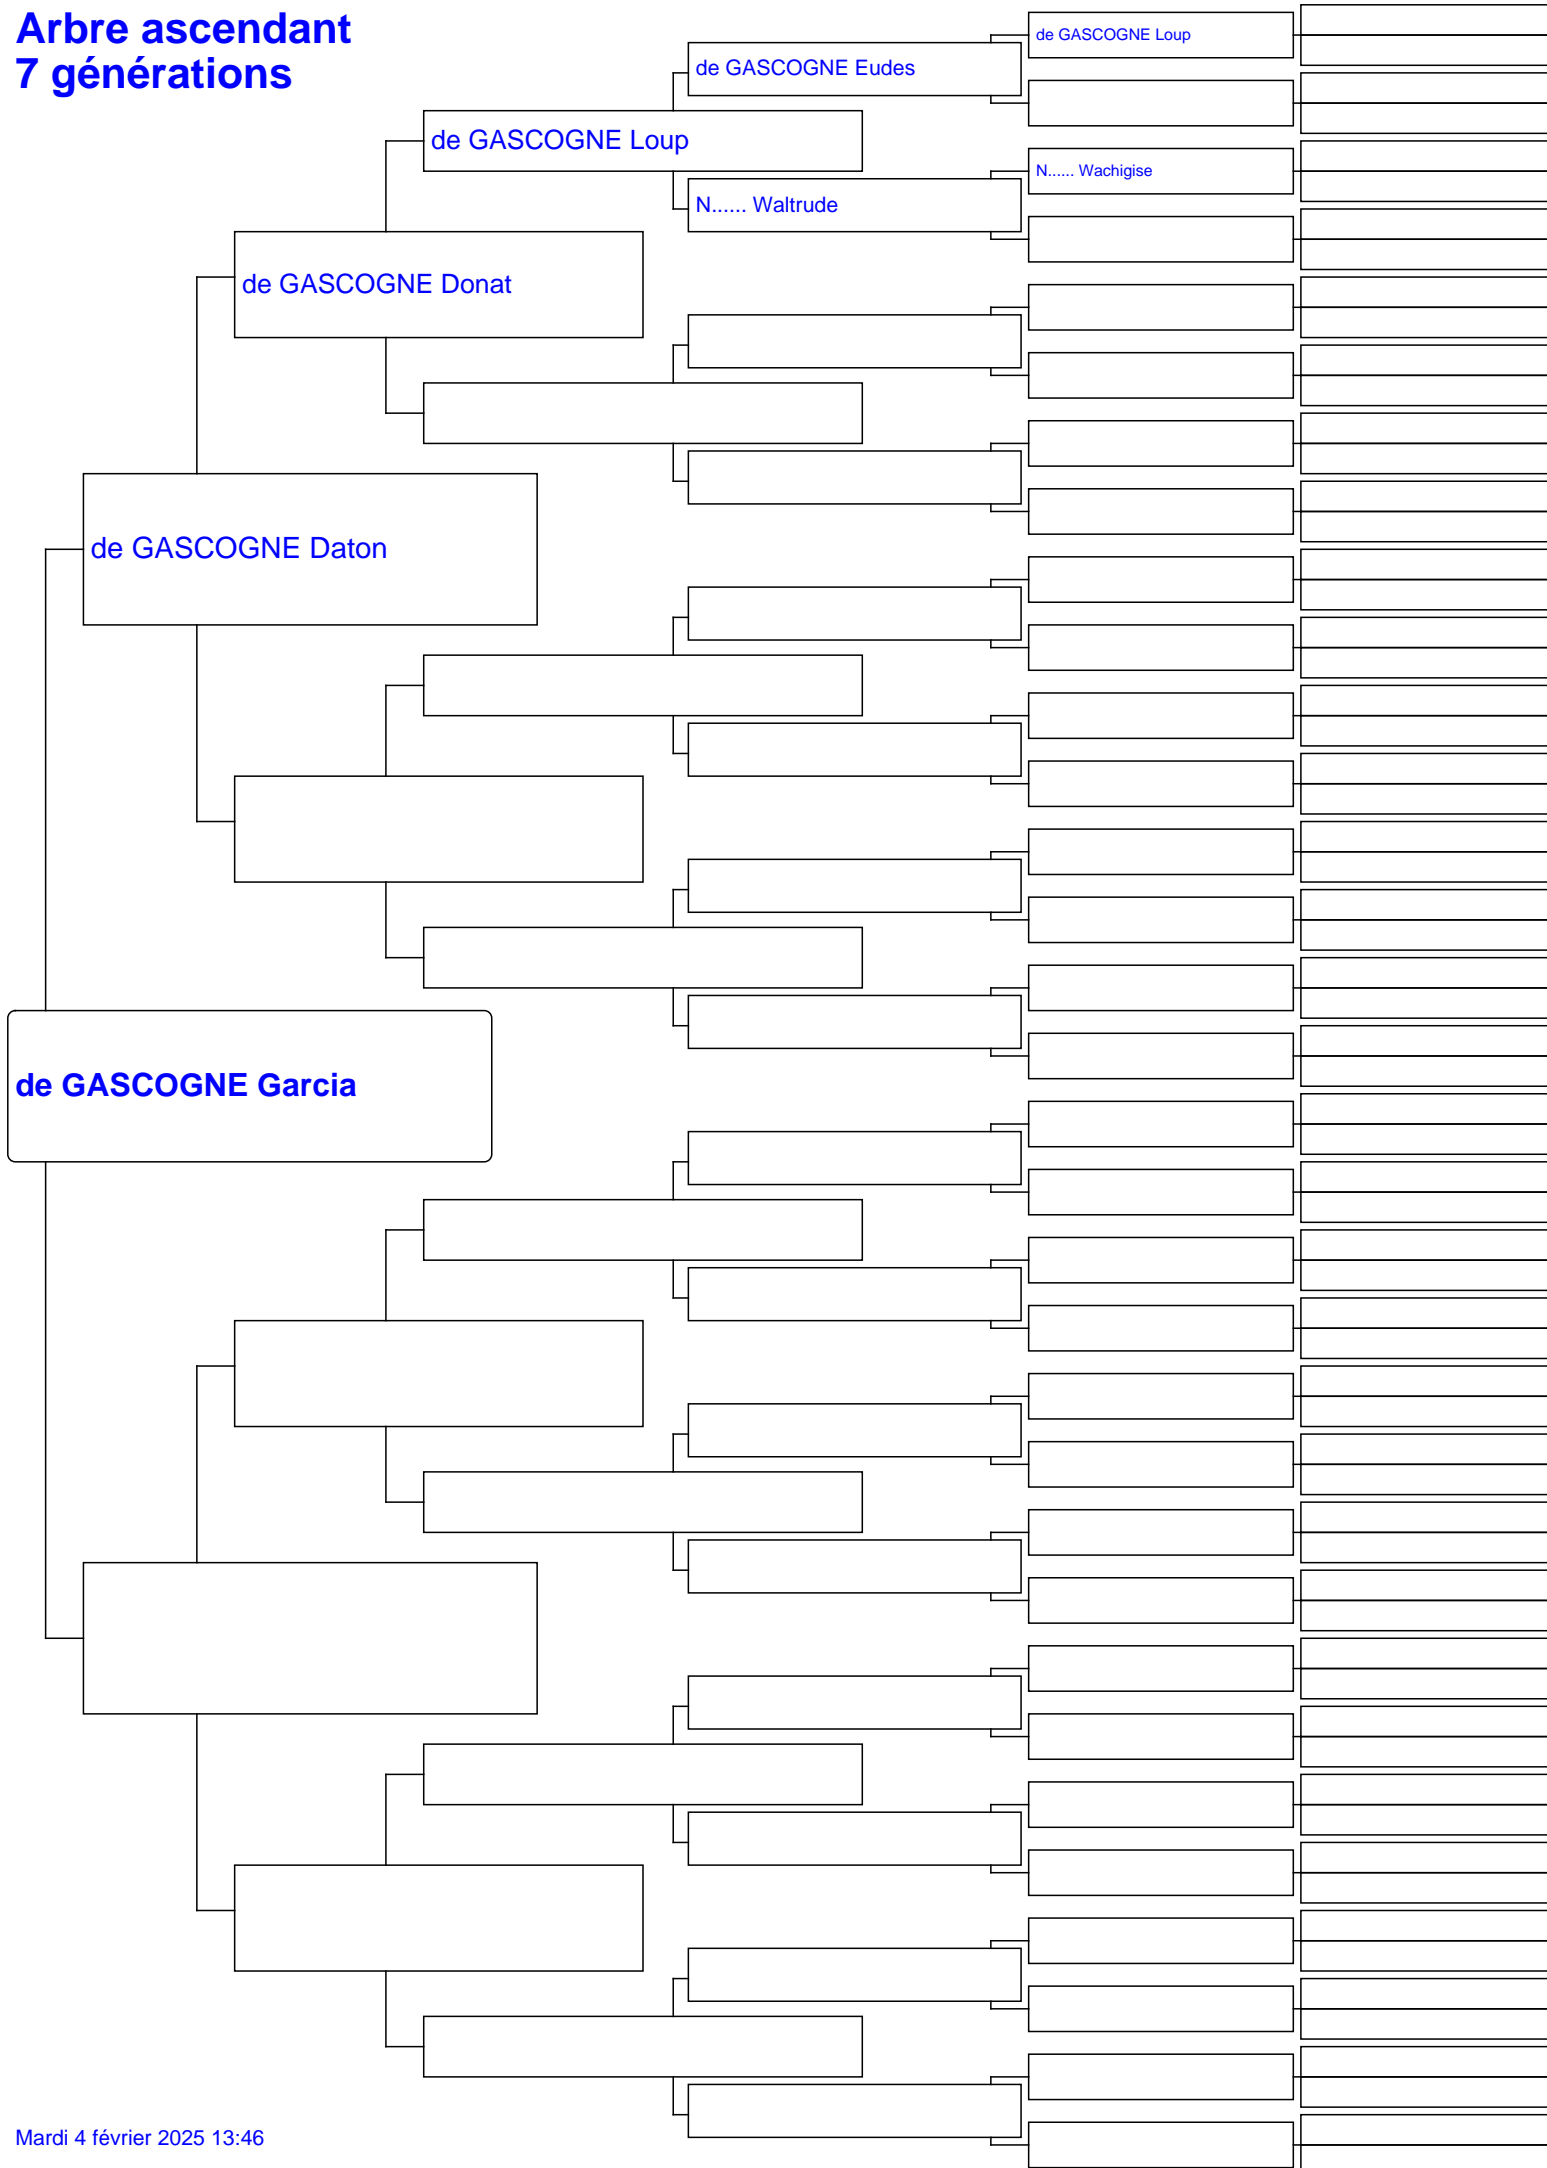 Arbre ascendant
7 générations
de GASCOGNE Loup
de GASCOGNE Eudes
de GASCOGNE Loup
N...... Wachigise
N...... Waltrude
de GASCOGNE Donat
de GASCOGNE Daton
de GASCOGNE Garcia
Mardi 4 février 2025 13:46